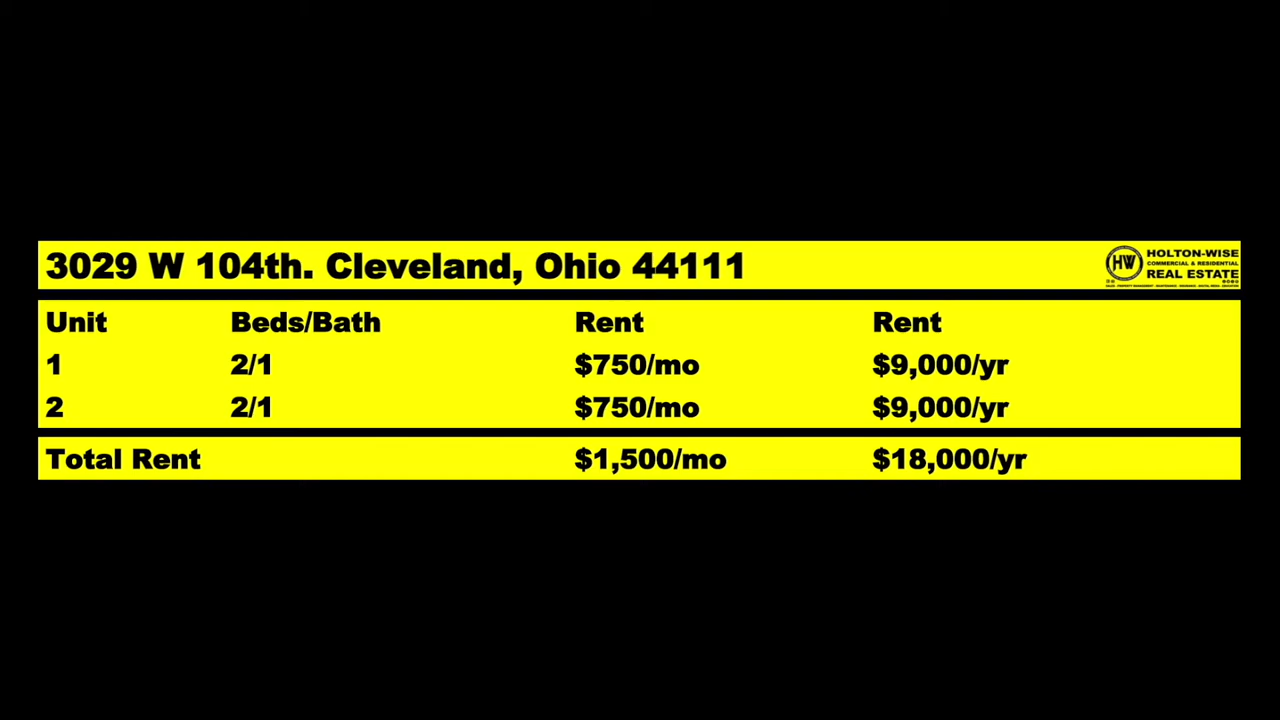 3029 W 104th. Cleveland, Ohio 44111
HOLTON-WISE
COMMERCIAL & RESIDENTIAL
REAL ESTATE
HW
Unit Beds/Bath Rent Rent
1 2/1 $750/mo $9,000/yr
2 2/1 $750/mo $9,000/yr
Total Rent $1,500/mo $18,000/yr